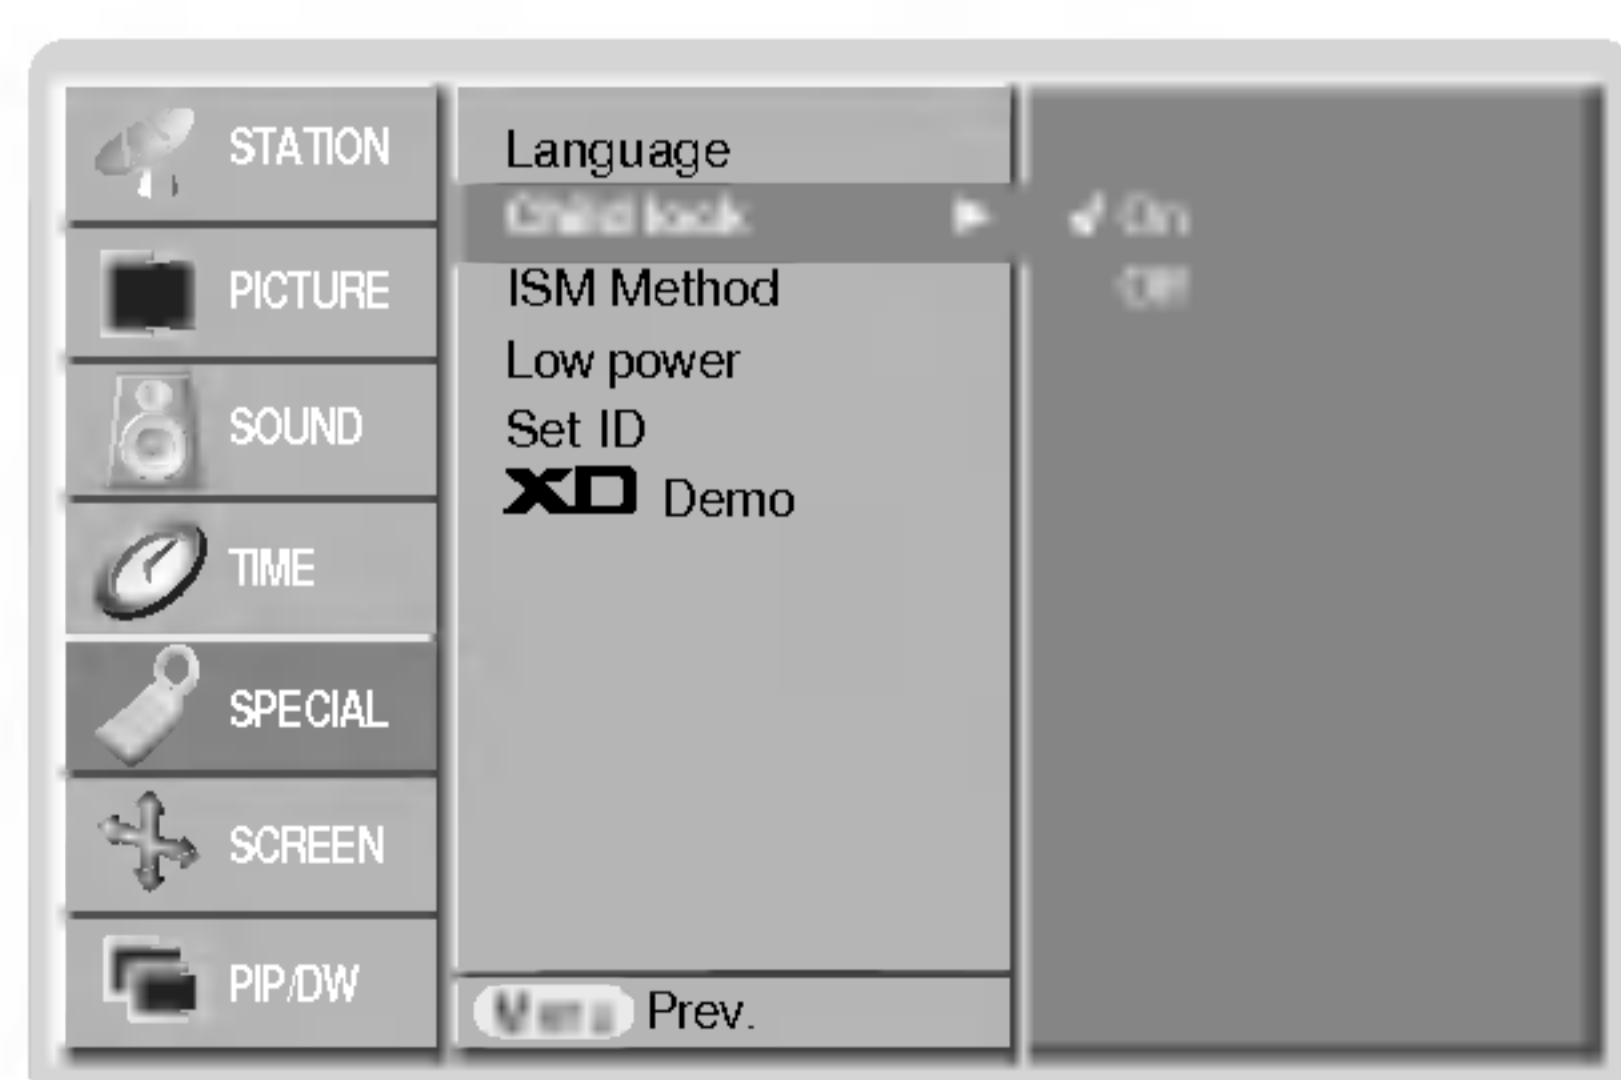 STATION
PICTURE
SOUND
TIME
SPECIAL
SCREEN
PIP/DW
Language
Child lock
ISM Method
Low power
Set ID
XD Demo
Menu Prev.
On
Off